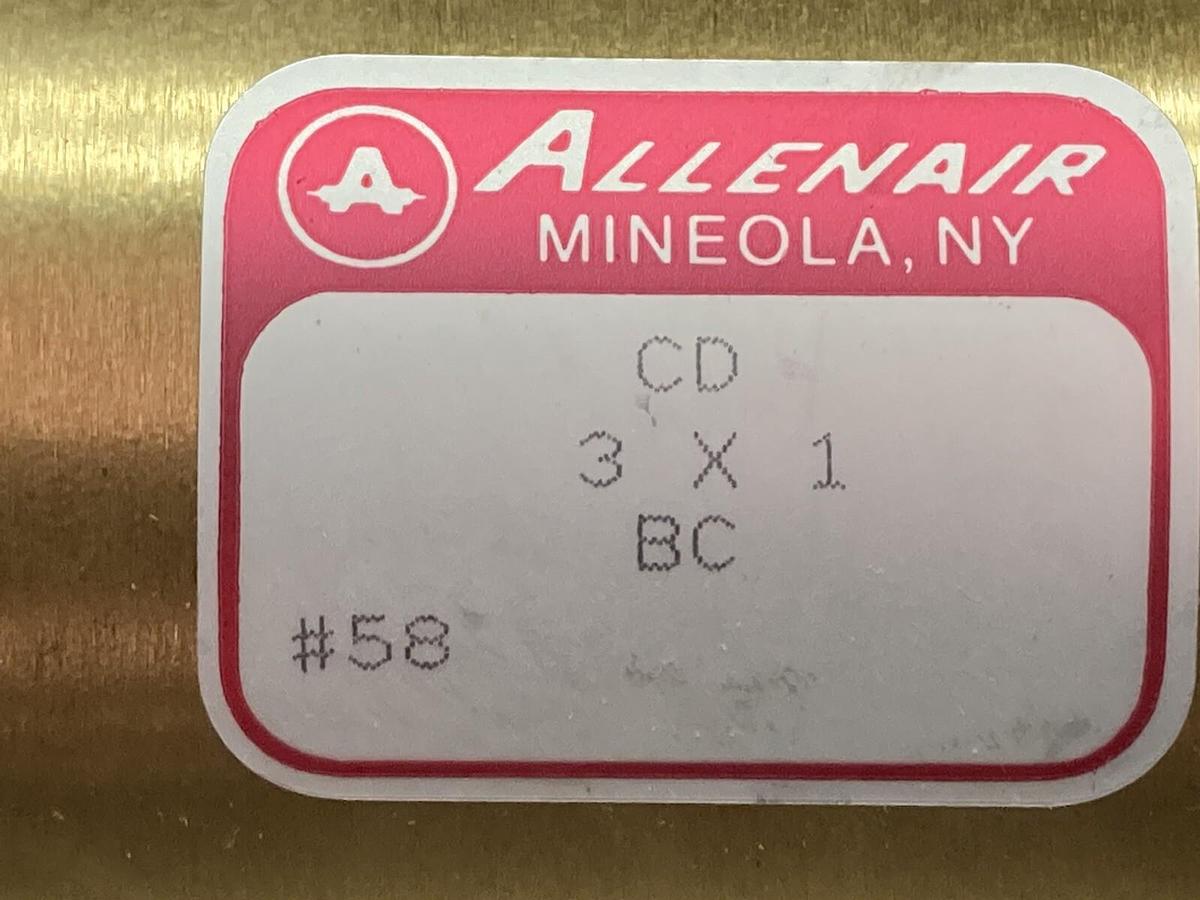 A
ALLENAIR
MINEOLA, NY
CD
3 X 1
BC
#58